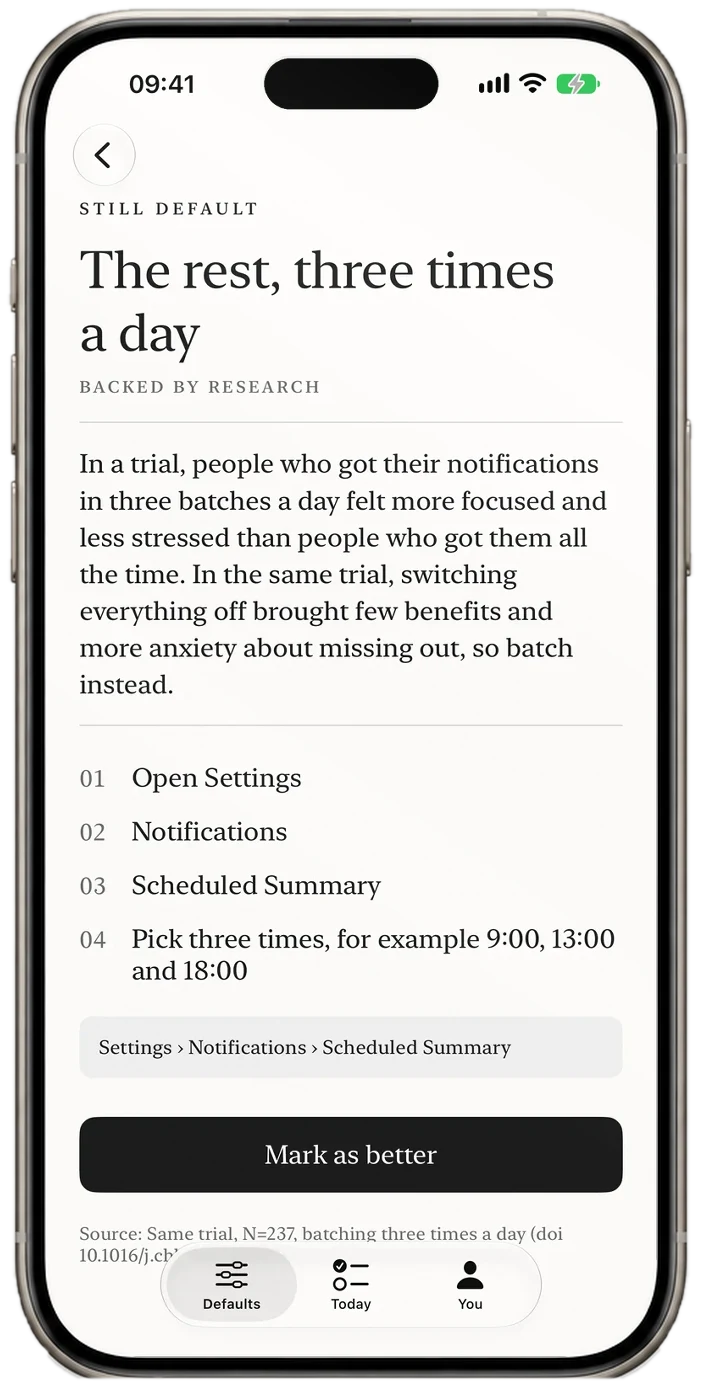 09:41
STILL DEFAULT
The rest, three times
a day
BACKED BY RESEARCH
In a trial, people who got their notifications
in three batches a day felt more focused and
less stressed than people who got them all
the time. In the same trial, switching
everything off brought few benefits and
more anxiety about missing out, so batch
instead.
01 Open Settings
02 Notifications
03 Scheduled Summary
04 Pick three times, for example 9:00, 13:00
and 18:00
Settings › Notifications › Scheduled Summary
Mark as better
Source: Same trial, N=237, batching three times a day (doi
Defaults
Today
You